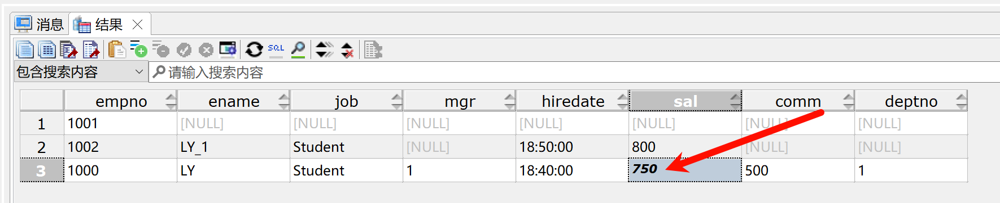 消息 结果
SQL
包含搜索内容 请输入搜索内容
empno ename job mgr hiredate sal comm deptno
1 1001 [NULL] [NULL] [NULL] [NULL] [NULL] [NULL] [NULL]
2 1002 LY_1 Student [NULL] 18:50:00 800 [NULL] [NULL]
3 1000 LY Student 1 18:40:00 750 500 1